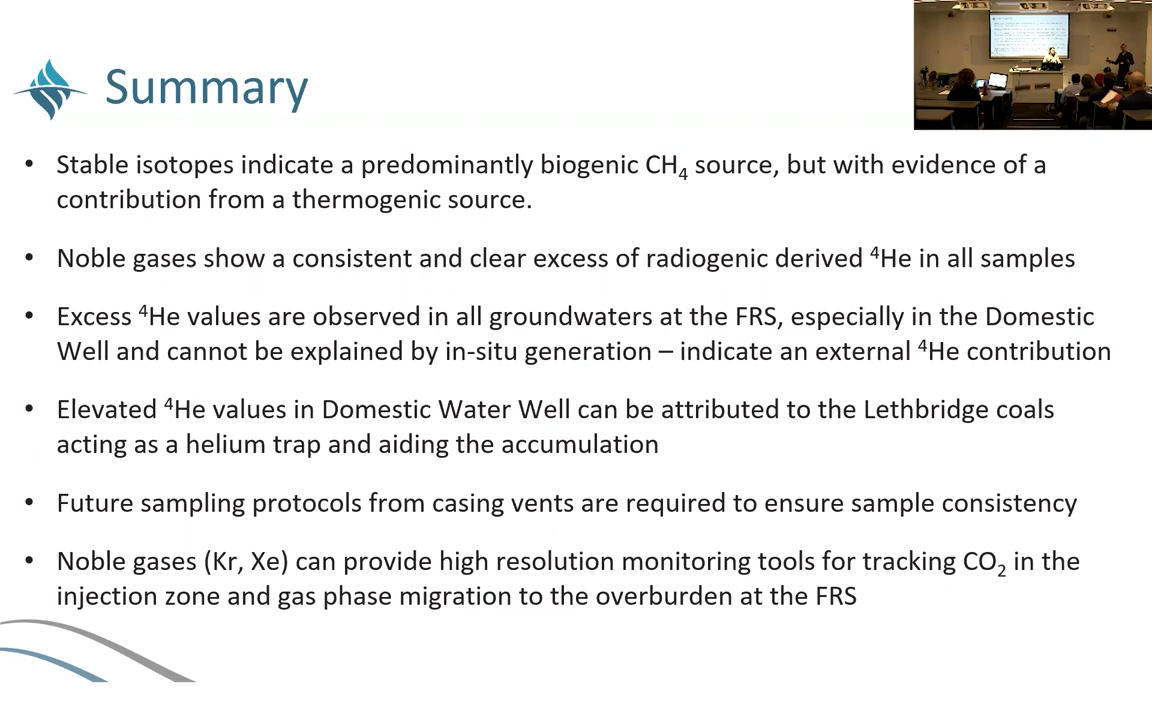 Summary
• Stable isotopes indicate a predominantly biogenic CH₄ source, but with evidence of a
contribution from a thermogenic source.
• Noble gases show a consistent and clear excess of radiogenic derived ⁴He in all samples
• Excess ⁴He values are observed in all groundwaters at the FRS, especially in the Domestic
Well and cannot be explained by in-situ generation – indicate an external ⁴He contribution
• Elevated ⁴He values in Domestic Water Well can be attributed to the Lethbridge coals
acting as a helium trap and aiding the accumulation
• Future sampling protocols from casing vents are required to ensure sample consistency
• Noble gases (Kr, Xe) can provide high resolution monitoring tools for tracking CO₂ in the
injection zone and gas phase migration to the overburden at the FRS